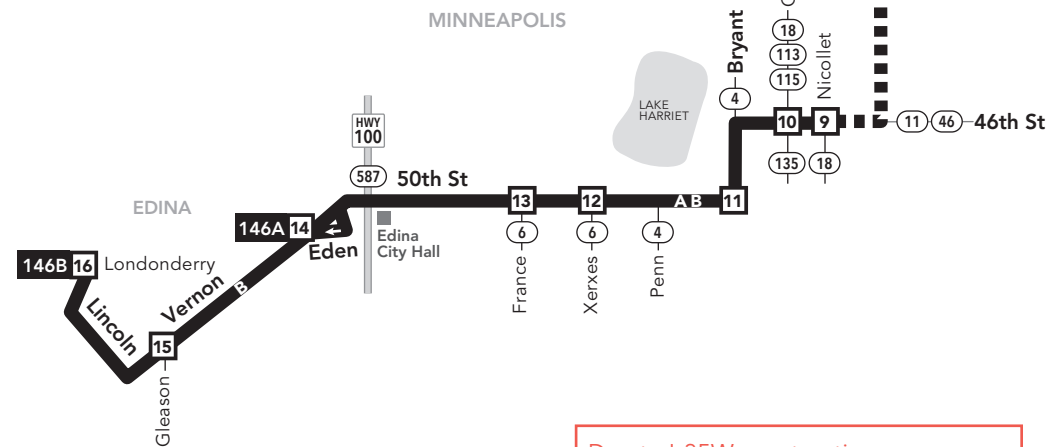 MINNEAPOLIS
18
113
115
Bryant
Nicollet
4
LAKE
HARRIET
10
9
11
46
46th St
135
18
HWY
100
587
50th St
13
12
A B
11
EDINA
146A
14
Eden
Edina
City Hall
6
6
4
France
Xerxes
Penn
146B
16
Londonderry
Vernon
B
Lincoln
15
Gleason